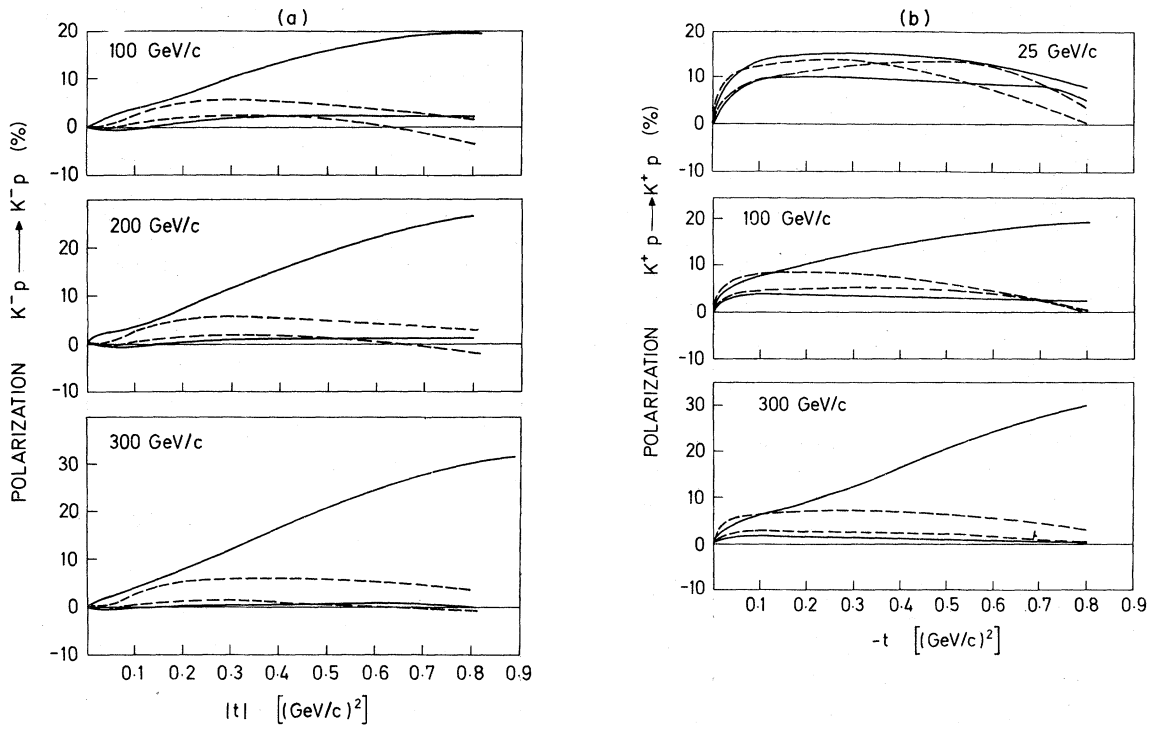 (a)
100 GeV/c
20
10
0
-10
200 GeV/c
20
10
0
-10
300 GeV/c
30
20
10
0
-10
0·1 0·2 0·3 0·4 0·5 0·6 0·7 0·8 0·9
|t| [(GeV/c)²]
POLARIZATION K⁻p → K⁻p (%)
(b)
25 GeV/c
20
10
0
-10
100 GeV/c
20
10
0
-10
300 GeV/c
30
20
10
0
-10
0.1 0.2 0.3 0.4 0.5 0.6 0.7 0.8 0.9
-t [(GeV/c)²]
POLARIZATION K⁺p → K⁺p (%)